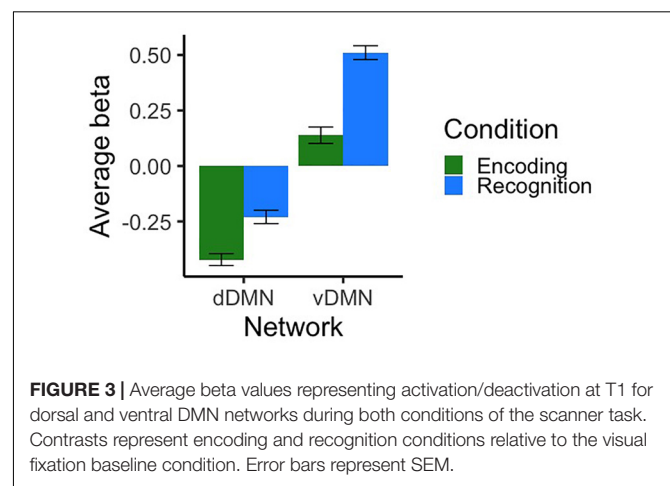 0.50
0.25
0.00
-0.25
Average beta
dDMN vDMN
Network
Condition
Encoding
Recognition
FIGURE 3 | Average beta values representing activation/deactivation at T1 for
dorsal and ventral DMN networks during both conditions of the scanner task.
Contrasts represent encoding and recognition conditions relative to the visual
fixation baseline condition. Error bars represent SEM.